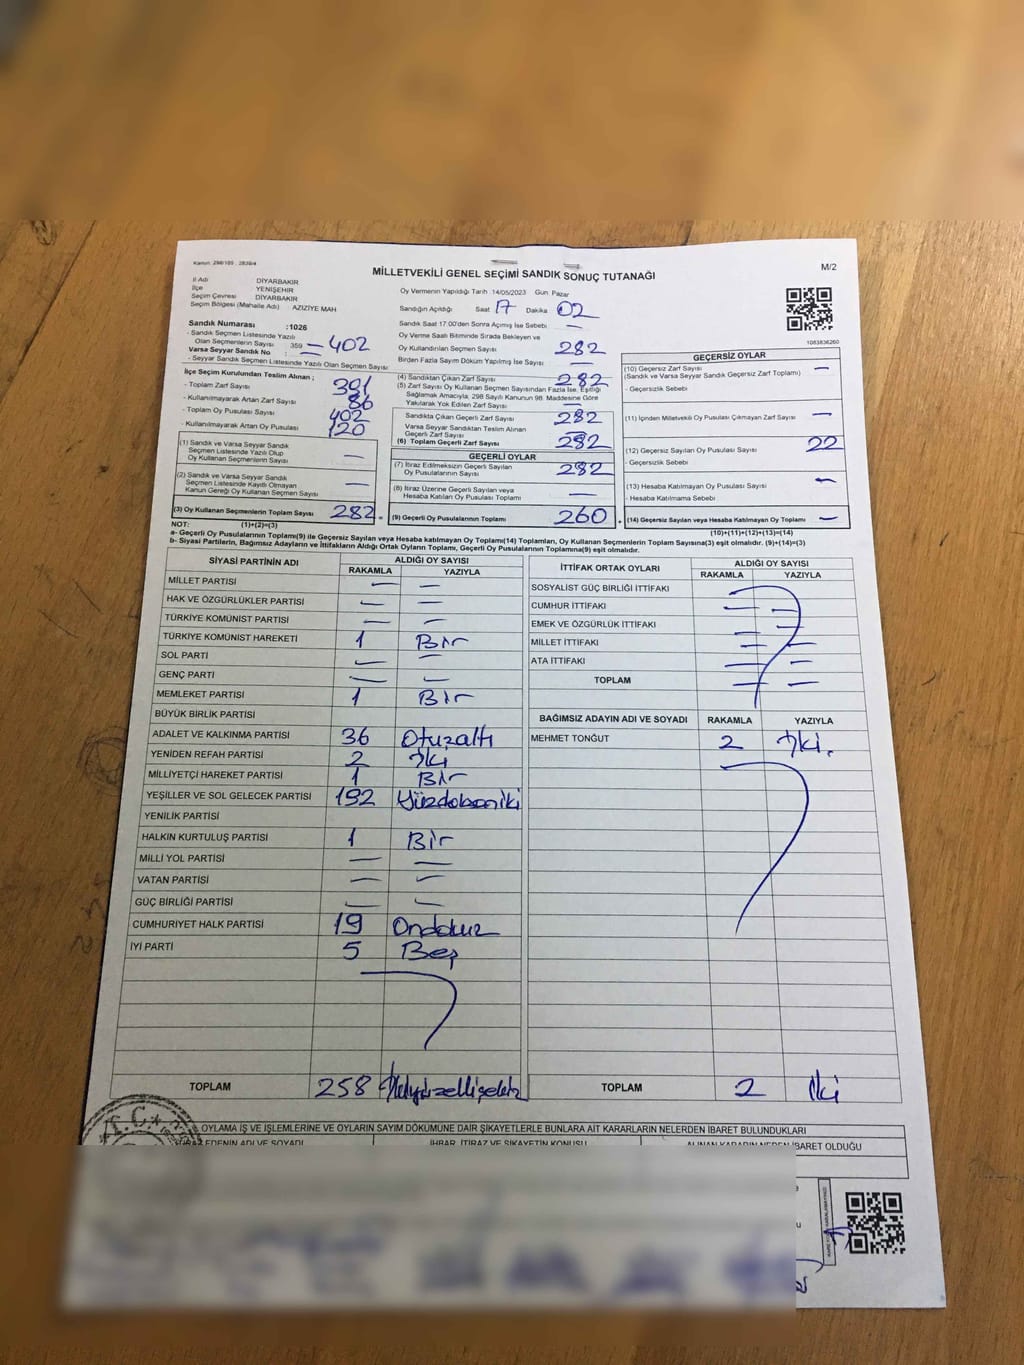 Kanun: 298/105 , 2839/4
MİLLETVEKİLİ GENEL SEÇİMİ SANDIK SONUÇ TUTANAĞI
M/2
İl Adı DİYARBAKIR
İlçe YENİŞEHİR
Seçim Çevresi DİYARBAKIR
Seçim Bölgesi (Mahalle Adı) AZIZIYE MAH
Oy Vermenin Yapıldığı Tarih 14/05/2023 Gün Pazar
Sandığın Açıldığı Saat 17 Dakika 02
Sandık Saat 17:00'den Sonra Açımış İse Sebebi —
Oy Verme Saati Bitiminde Sırada Bekleyen ve
Oy Kullandırılan Seçmen Sayısı 282
Birden Fazla Sayım Döküm Yapılmış İse Sayısı —
Sandık Numarası :1026
- Sandık Seçmen Listesinde Yazılı
Olan Seçmenlerin Sayısı 359 — 402
Varsa Seyyar Sandık No : —
- Seyyar Sandık Seçmen Listesinde Yazılı Olan Seçmen Sayısı: —
İlçe Seçim Kurulundan Teslim Alınan ;
- Toplam Zarf Sayısı 391
- Kullanılmayarak Artan Zarf Sayısı 86
- Toplam Oy Pusulası Sayısı 402
- Kullanılmayarak Artan Oy Pusulası 120
(1) Sandık ve Varsa Seyyar Sandık
Seçmen Listesinde Yazılı Olup
Oy Kullanan Seçmenlerin Sayısı —
(2) Sandık ve Varsa Seyyar Sandık
Seçmen Listesinde Kaydı Olmayan
Kanun Gereği Oy Kullanan Seçmen Sayısı —
(3) Oy Kullanan Seçmenlerin Toplam Sayısı 282 =
(4) Sandıktan Çıkan Zarf Sayısı 282
(5) Zarf Sayısı Oy Kullanan Seçmen Sayısından Fazla İse, Eşitliği
Sağlamak Amacıyla, 298 Sayılı Kanunun 98. Maddesine Göre
Yakılarak Yok Edilen Zarf Sayısı —
Sandıkta Çıkan Geçerli Zarf Sayısı 282
Varsa Seyyar Sandıktan Teslim Alınan
Geçerli Zarf Sayısı —
(6) Toplam Geçerli Zarf Sayısı 282
GEÇERLİ OYLAR
(7) İtiraz Edilmeksizin Geçerli Sayılan
Oy Pusulalarının Sayısı 282
(8) İtiraz Üzerine Geçerli Sayılan veya
Hesaba Katılan Oy Pusulası Toplamı —
(9) Geçerli Oy Pusulalarının Toplamı 260 +
1083836260
GEÇERSİZ OYLAR
(10) Geçersiz Zarf Sayısı —
(Sandık ve Varsa Seyyar Sandık Geçersiz Zarf Toplamı)
- Geçersizlik Sebebi
(11) İçinden Milletvekili Oy Pusulası Çıkmayan Zarf Sayısı —
(12) Geçersiz Sayılan Oy Pusulası Sayısı 22
- Geçersizlik Sebebi
(13) Hesaba Katılmayan Oy Pusulası Sayısı —
- Hesaba Katılmama Sebebi
(14) Geçersiz Sayılan veya Hesaba Katılmayan Oy Toplamı —
NOT: (1)+(2)=(3) (10)+(11)+(12)+(13)=(14)
a- Geçerli Oy Pusulalarının Toplamı(9) ile Geçersiz Sayılan veya Hesaba Katılmayan Oy Toplamı(14) Toplamları, Oy Kullanan Seçmenlerin Toplam Sayısına(3) eşit olmalıdır. (9)+(14)=(3)
b- Siyasi Partilerin, Bağımsız Adayların ve İttifakların Aldığı Ortak Oyların Toplamı, Geçerli Oy Pusulalarının Toplamına(9) eşit olmalıdır.
SİYASİ PARTİNİN ADI ALDIĞI OY SAYISI
RAKAMLA YAZIYLA
MİLLET PARTİSİ — —
HAK VE ÖZGÜRLÜKLER PARTİSİ — —
TÜRKİYE KOMÜNİST PARTİSİ — —
TÜRKİYE KOMÜNİST HAREKETİ 1 Bir
SOL PARTİ — —
GENÇ PARTİ — —
MEMLEKET PARTİSİ 1 Bir
BÜYÜK BİRLİK PARTİSİ
ADALET VE KALKINMA PARTİSİ 36 Otuzaltı
YENİDEN REFAH PARTİSİ 2 İki
MİLLİYETÇİ HAREKET PARTİSİ 1 Bir
YEŞİLLER VE SOL GELECEK PARTİSİ 192 Yüzdoksaniki
YENİLİK PARTİSİ
HALKIN KURTULUŞ PARTİSİ 1 Bir
MİLLİ YOL PARTİSİ — —
VATAN PARTİSİ — —
GÜÇ BİRLİĞİ PARTİSİ — —
CUMHURİYET HALK PARTİSİ 19 Ondokuz
İYİ PARTİ 5 Beş
TOPLAM 258 İkiyüzellisekiz
İTTİFAK ORTAK OYLARI ALDIĞI OY SAYISI
RAKAMLA YAZIYLA
SOSYALİST GÜÇ BİRLİĞİ İTTİFAKI
CUMHUR İTTİFAKI — —
EMEK VE ÖZGÜRLÜK İTTİFAKI
MİLLET İTTİFAKI — —
ATA İTTİFAKI — —
TOPLAM — —
BAĞIMSIZ ADAYIN ADI VE SOYADI RAKAMLA YAZIYLA
MEHMET TONĞUT 2 İki.
TOPLAM 2 İki
T.C.
OYLAMA İŞ VE İŞLEMLERİNE VE OYLARIN SAYIM DÖKÜMÜNE DAİR ŞİKAYETLERLE BUNLARA AİT KARARLARIN NELERDEN İBARET BULUNDUKLARI
EDENİN ADI VE SOYADI İHBAR, İTİRAZ VE ŞİKAYETİN KONUSU ALINAN KARARIN NEDEN İBARET OLDUĞU